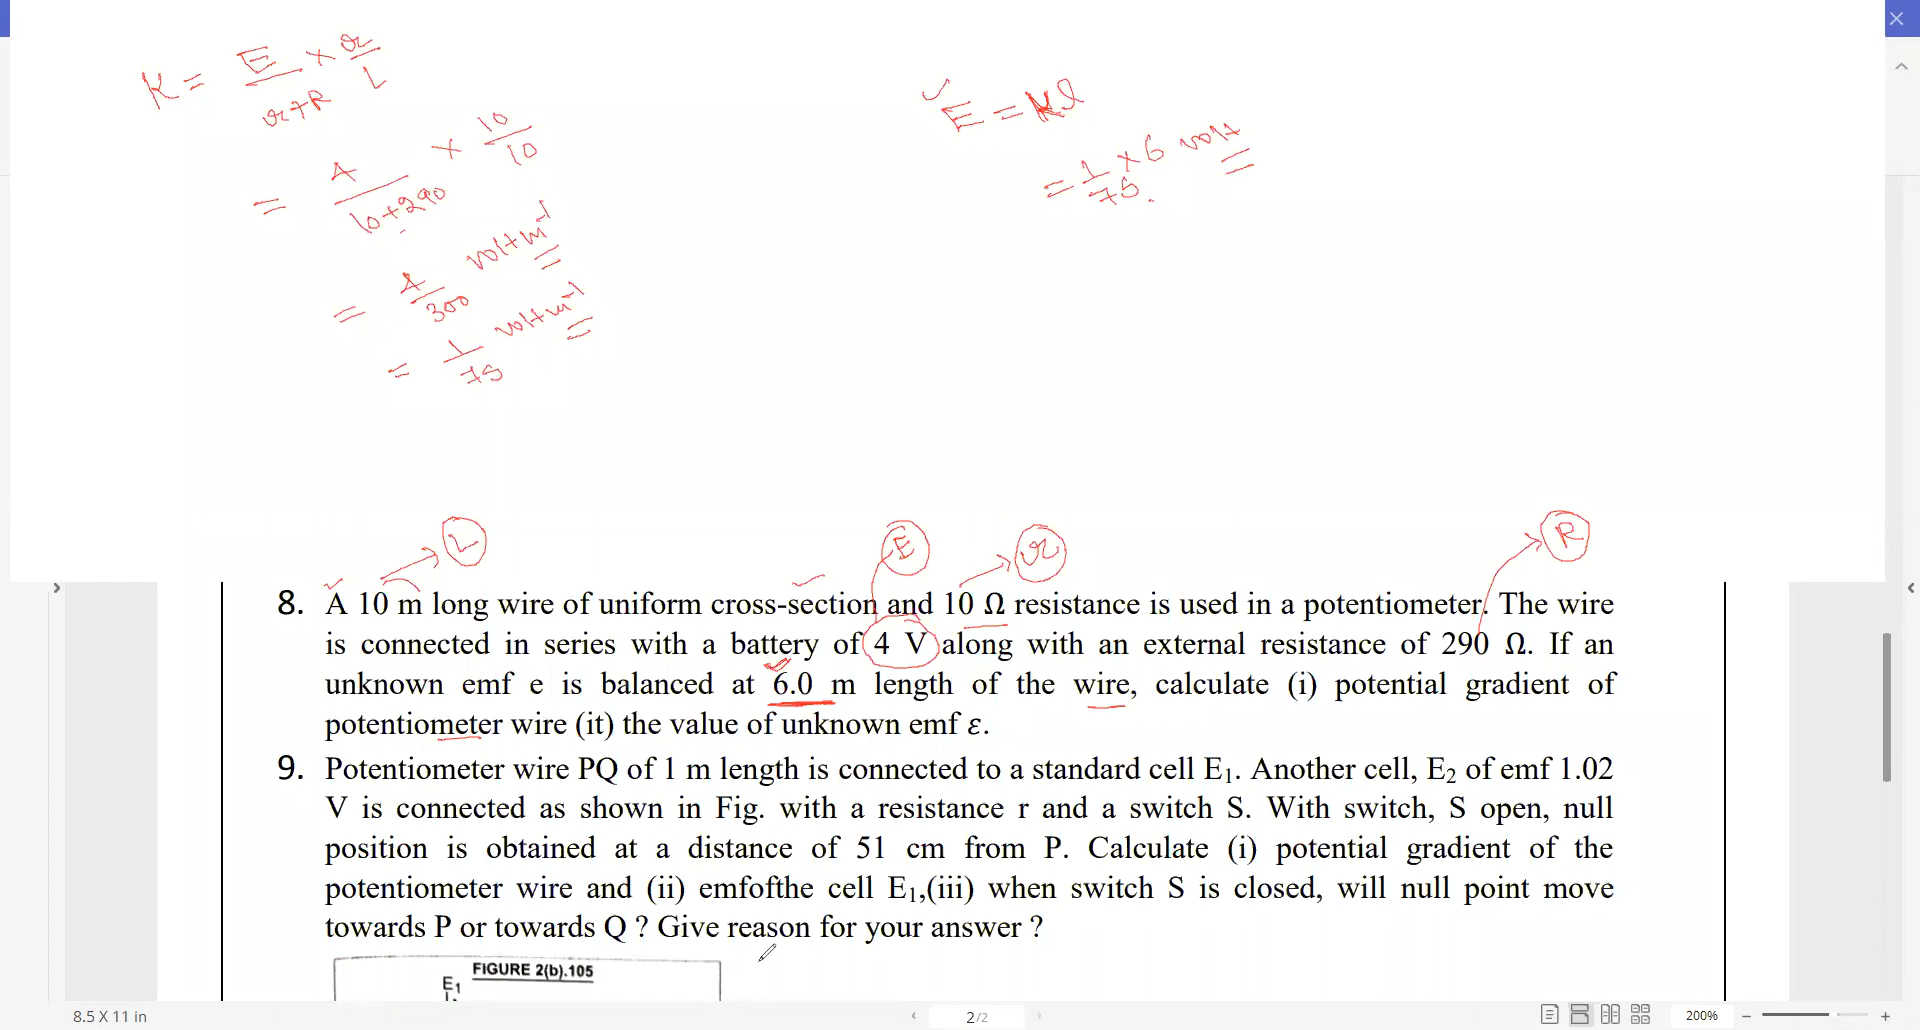 K = E/r+R × r/L
= 4/10+290 × 10/10
= 4/300 volt m⁻¹
= 1/75 volt m⁻¹
E = Kl
= 1/75 × 6 volt
L
E
r
R
8. A 10 m long wire of uniform cross-section and 10 Ω resistance is used in a potentiometer. The wire
is connected in series with a battery of 4 V along with an external resistance of 290 Ω. If an
unknown emf e is balanced at 6.0 m length of the wire, calculate (i) potential gradient of
potentiometer wire (it) the value of unknown emf ε.
9. Potentiometer wire PQ of 1 m length is connected to a standard cell E₁. Another cell, E₂ of emf 1.02
V is connected as shown in Fig. with a resistance r and a switch S. With switch, S open, null
position is obtained at a distance of 51 cm from P. Calculate (i) potential gradient of the
potentiometer wire and (ii) emfofthe cell E₁,(iii) when switch S is closed, will null point move
towards P or towards Q ? Give reason for your answer ?
FIGURE 2(b).105
E₁
8.5 X 11 in
2/2
200%